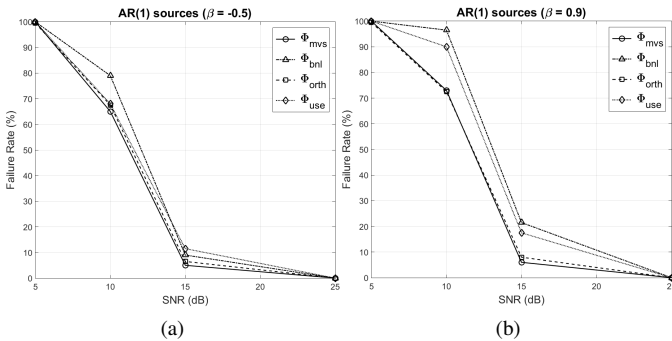 AR(1) sources (β = -0.5)
Failure Rate (%)
100
90
80
70
60
50
40
30
20
10
0
5
10
15
20
25
SNR (dB)
Φmvs
Φbnl
Φorth
Φuse
(a)
AR(1) sources (β = 0.9)
Failure Rate (%)
100
90
80
70
60
50
40
30
20
10
0
5
10
15
20
25
SNR (dB)
Φmvs
Φbnl
Φorth
Φuse
(b)